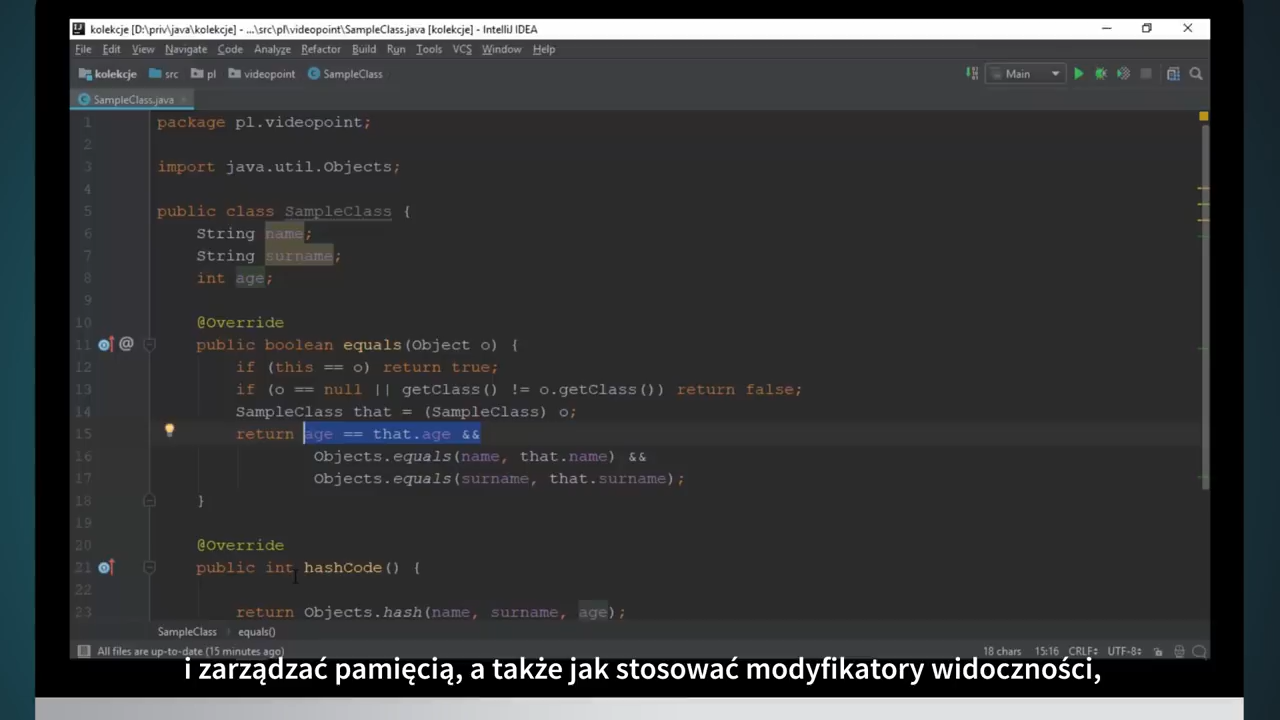 kolekcje [D:\priv\java\kolekcje] - ...\src\pl\videopoint\SampleClass.java [kolekcje] - IntelliJ IDEA
File Edit View Navigate Code Analyze Refactor Build Run Tools VCS Window Help
kolekcje src pl videopoint SampleClass Main
SampleClass.java
1 package pl.videopoint;
2
3 import java.util.Objects;
4
5 public class SampleClass {
6 String name;
7 String surname;
8 int age;
9
10 @Override
11 @ public boolean equals(Object o) {
12 if (this == o) return true;
13 if (o == null || getClass() != o.getClass()) return false;
14 SampleClass that = (SampleClass) o;
15 return age == that.age &&
16 Objects.equals(name, that.name) &&
17 Objects.equals(surname, that.surname);
18 }
19
20 @Override
21 public int hashCode() {
22
23 return Objects.hash(name, surname, age);
SampleClass equals()
All files are up-to-date (15 minutes ago) 18 chars 15:16 CRLF UTF-8
i zarządzać pamięcią, a także jak stosować modyfikatory widoczności,